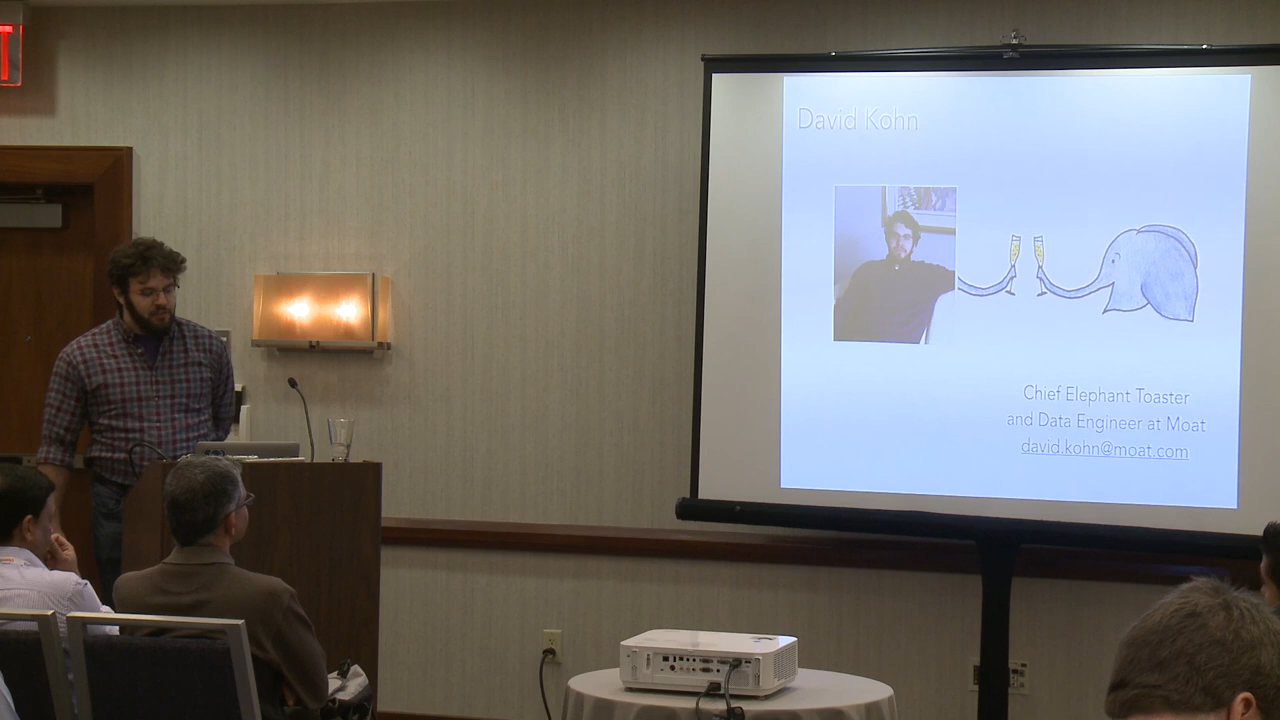 T
David Kohn
Chief Elephant Toaster
and Data Engineer at Moat
david.kohn@moat.com